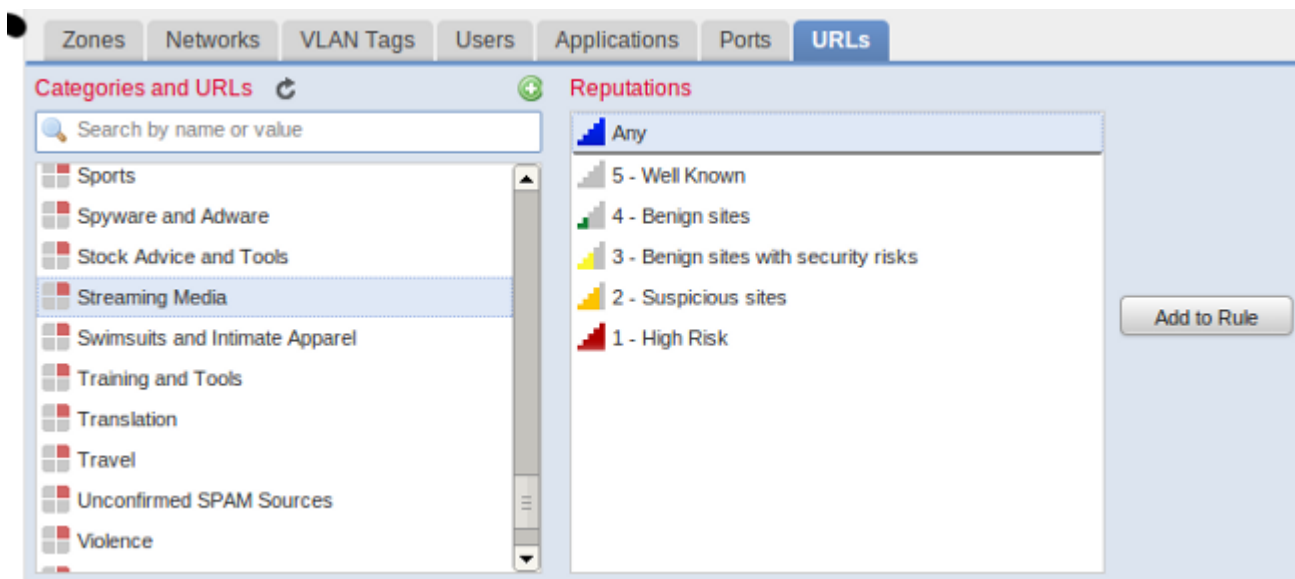 Zones Networks VLAN Tags Users Applications Ports URLs
Categories and URLs
Search by name or value
Sports
Spyware and Adware
Stock Advice and Tools
Streaming Media
Swimsuits and Intimate Apparel
Training and Tools
Translation
Travel
Unconfirmed SPAM Sources
Violence
Reputations
Any
5 - Well Known
4 - Benign sites
3 - Benign sites with security risks
2 - Suspicious sites
1 - High Risk
Add to Rule